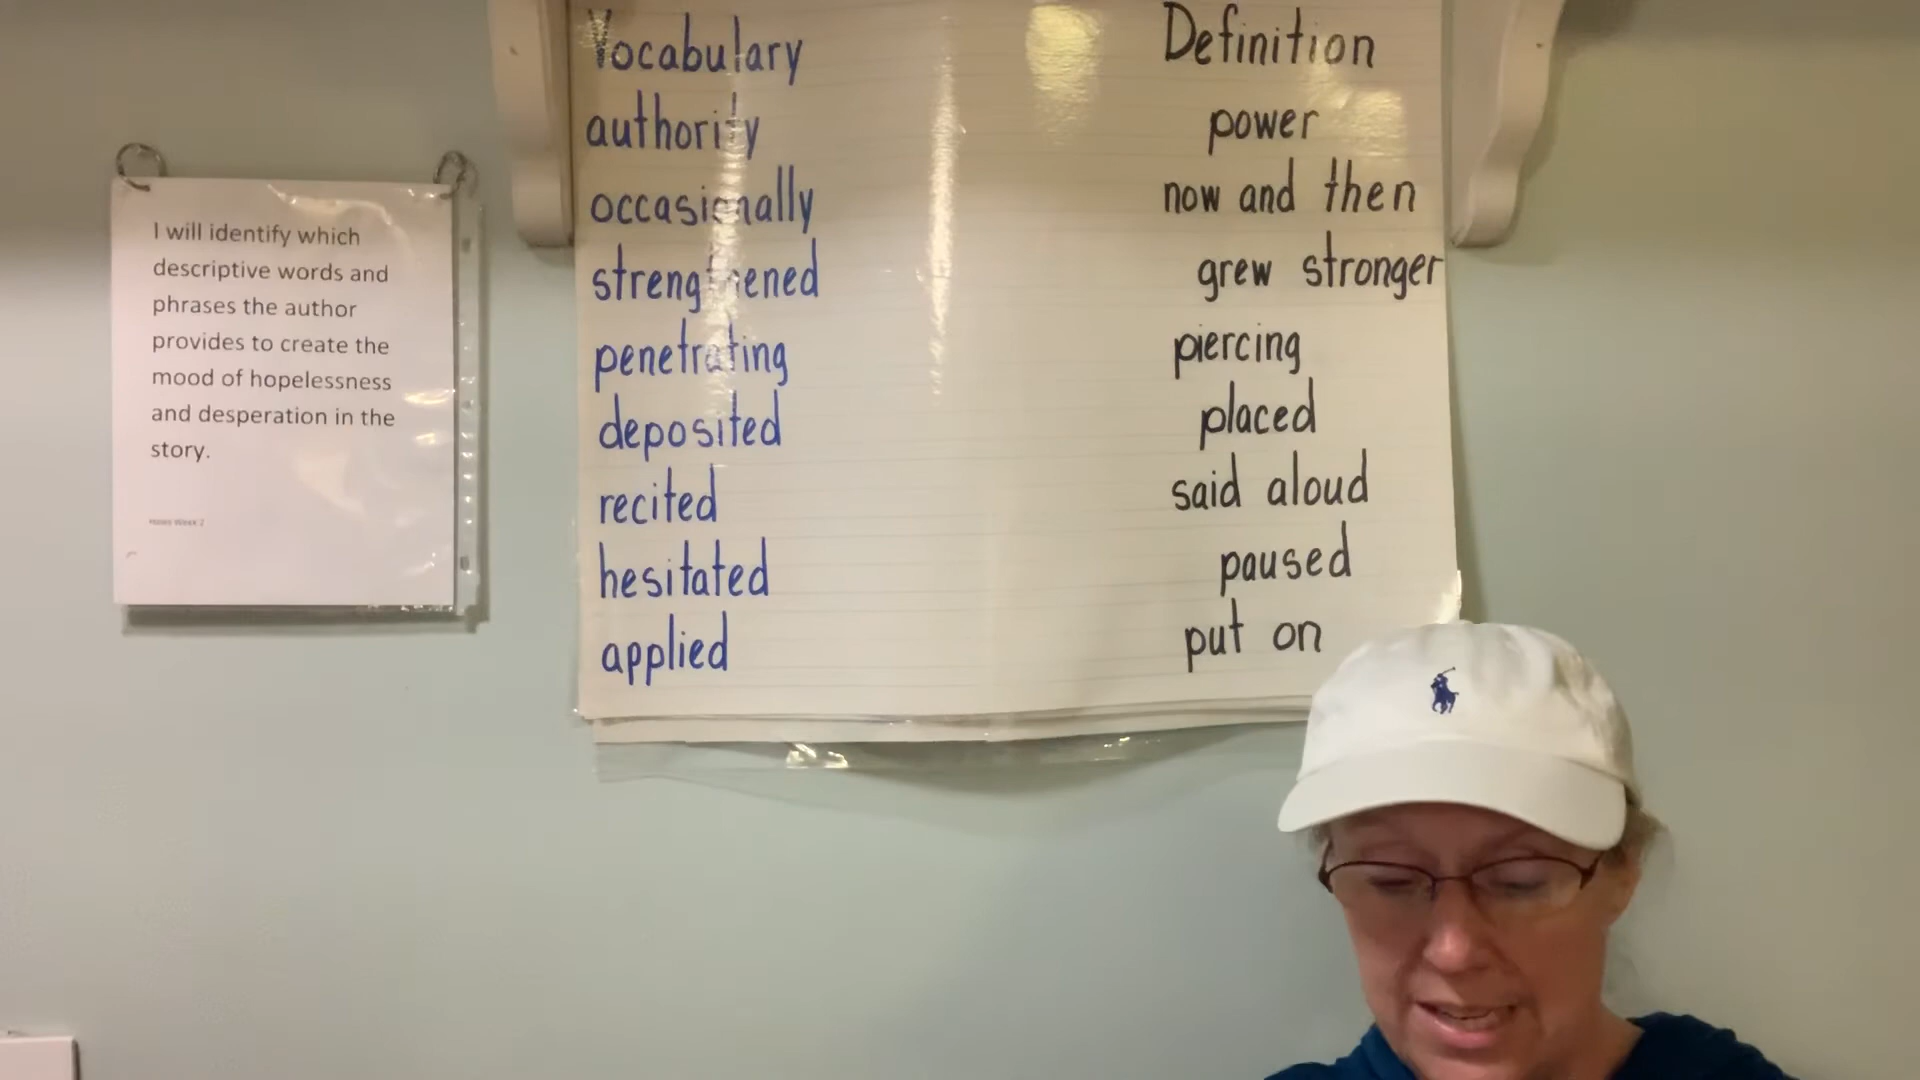 Vocabulary Definition
authority power
occasionally now and then
strengthened grew stronger
penetrating piercing
deposited placed
recited said aloud
hesitated paused
applied put on
I will identify which
descriptive words and
phrases the author
provides to create the
mood of hopelessness
and desperation in the
story.
Week 2